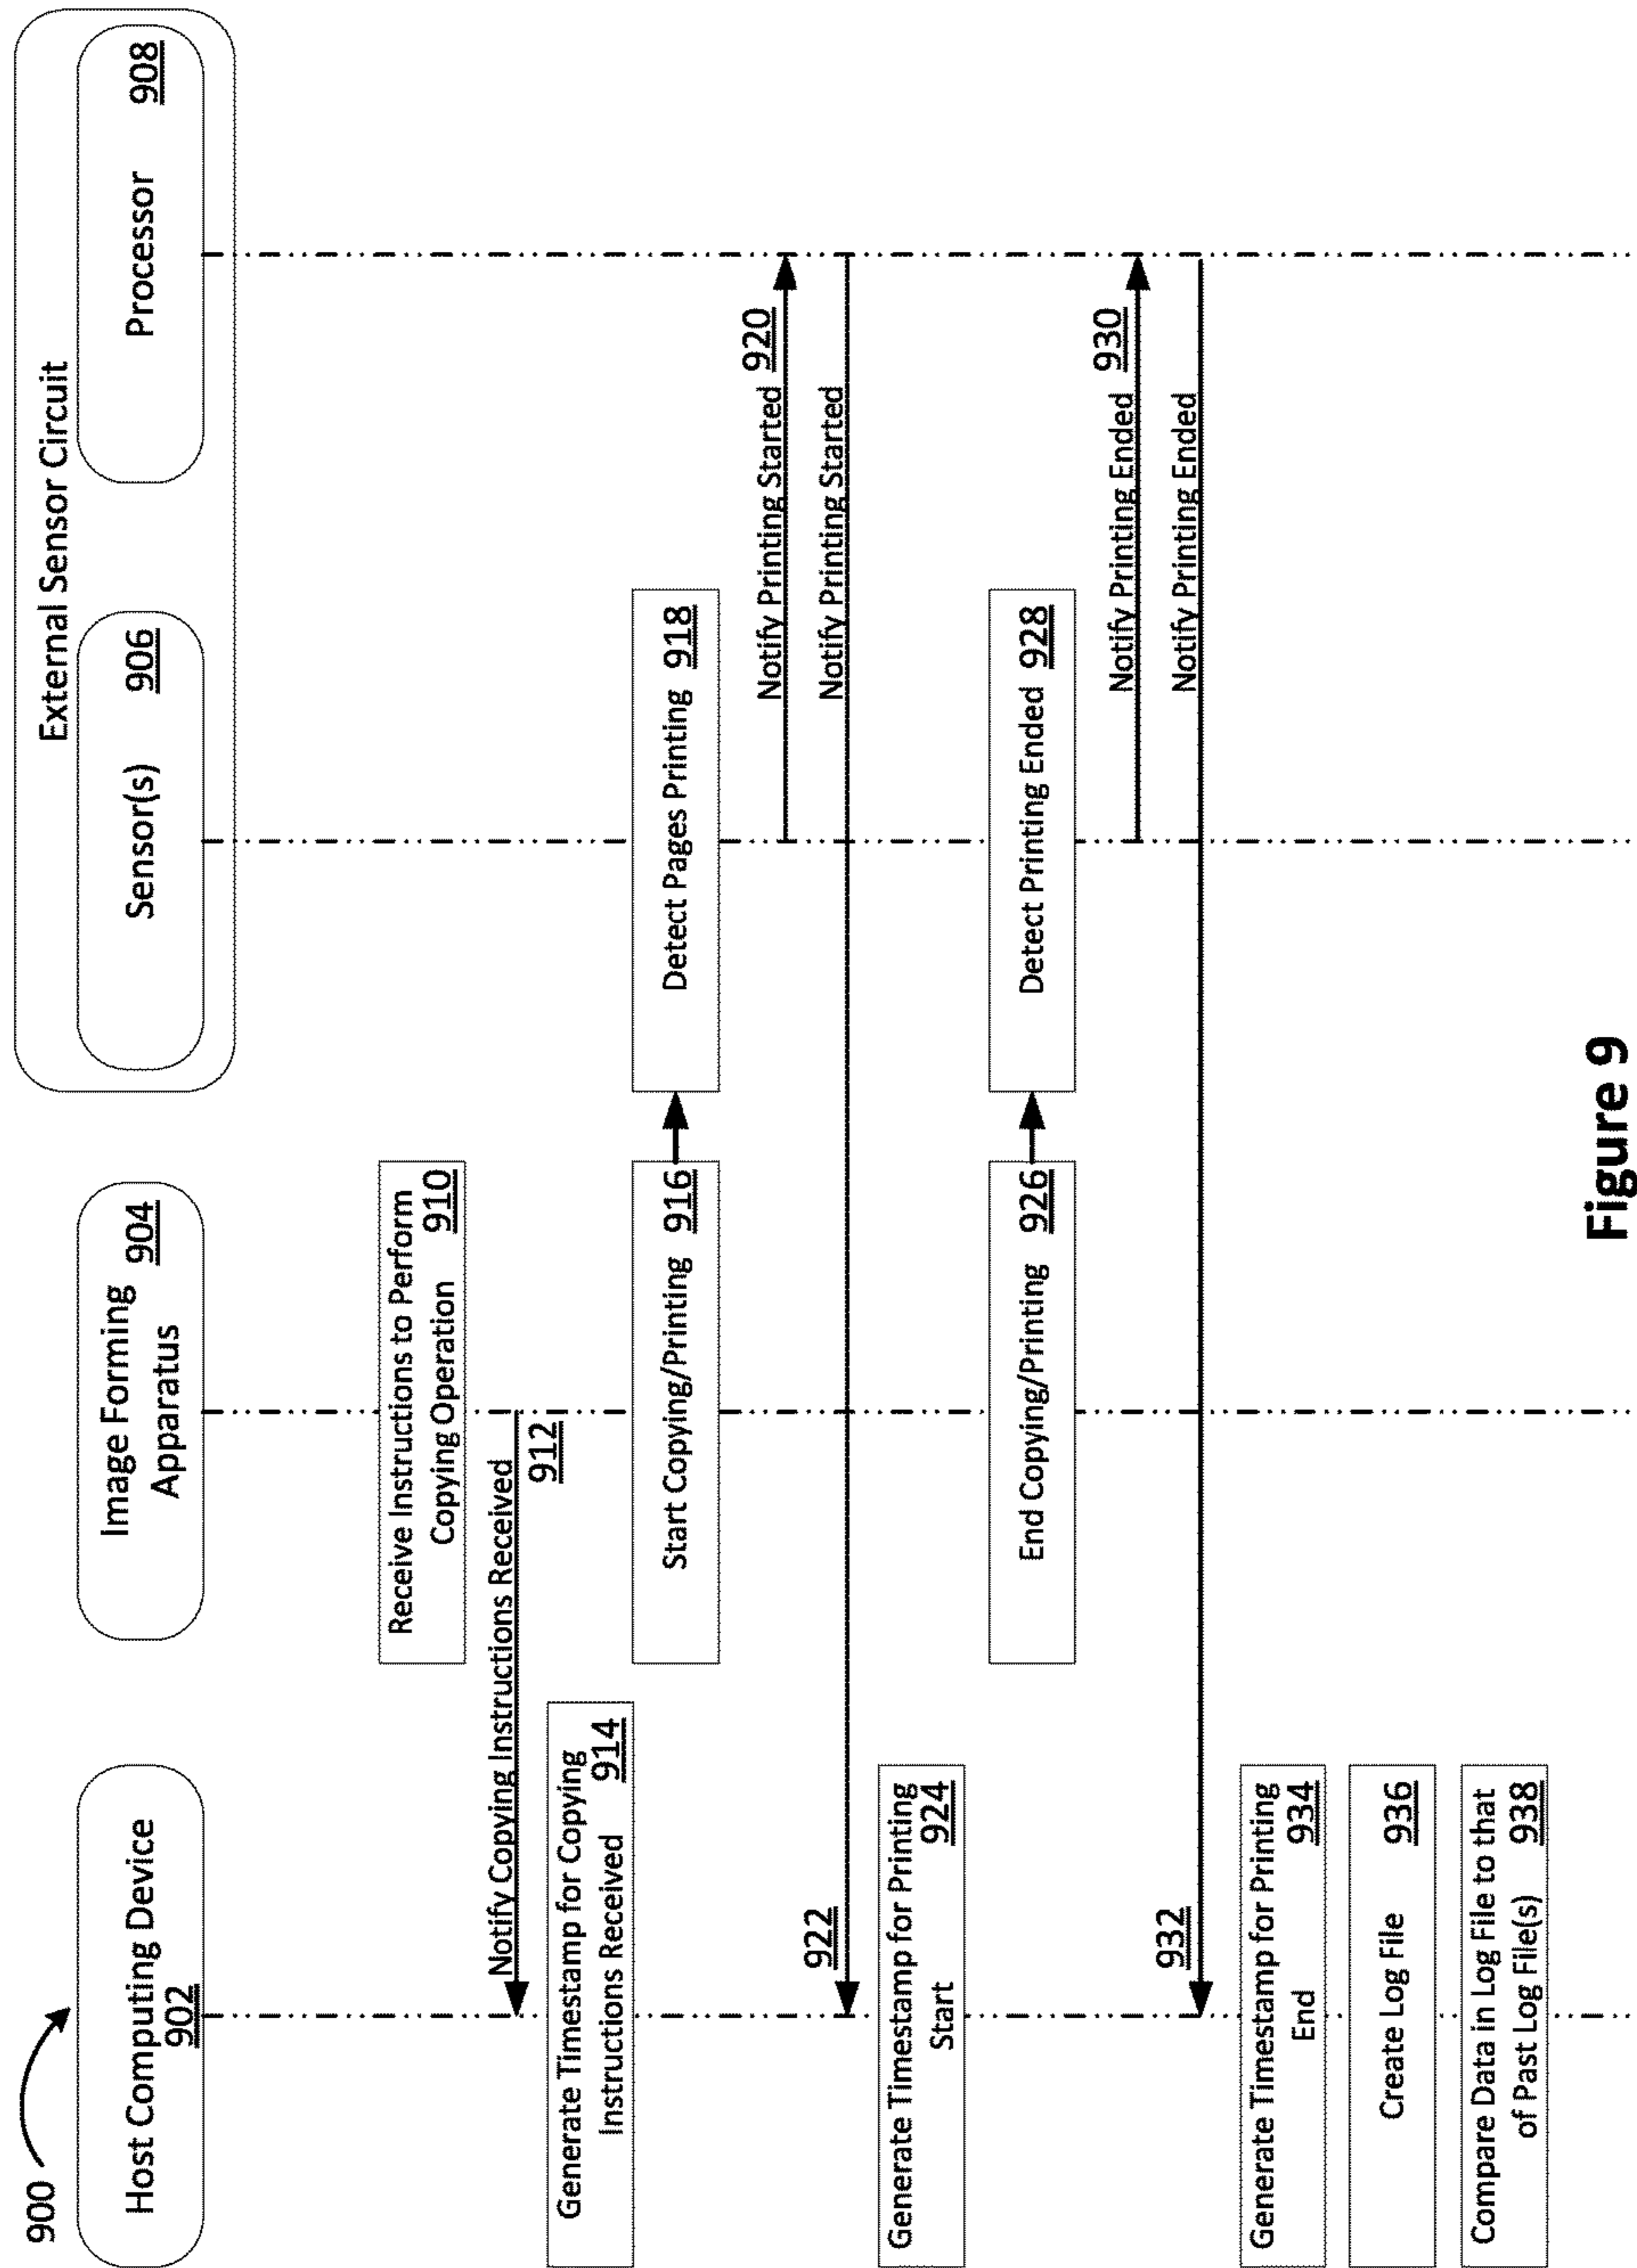 900
External Sensor Circuit
Host Computing Device
902
Image Forming
Apparatus
904
Sensor(s)
906
Processor
908
Receive Instructions to Perform
Copying Operation
910
Notify Copying Instructions Received
912
Generate Timestamp for Copying
Instructions Received
914
Start Copying/Printing
916
Detect Pages Printing
918
Notify Printing Started
920
Notify Printing Started
922
Generate Timestamp for Printing
Start
924
End Copying/Printing
926
Detect Printing Ended
928
Notify Printing Ended
930
Notify Printing Ended
932
Generate Timestamp for Printing
End
934
Create Log File
936
Compare Data in Log File to that
of Past Log File(s)
938
Figure 9